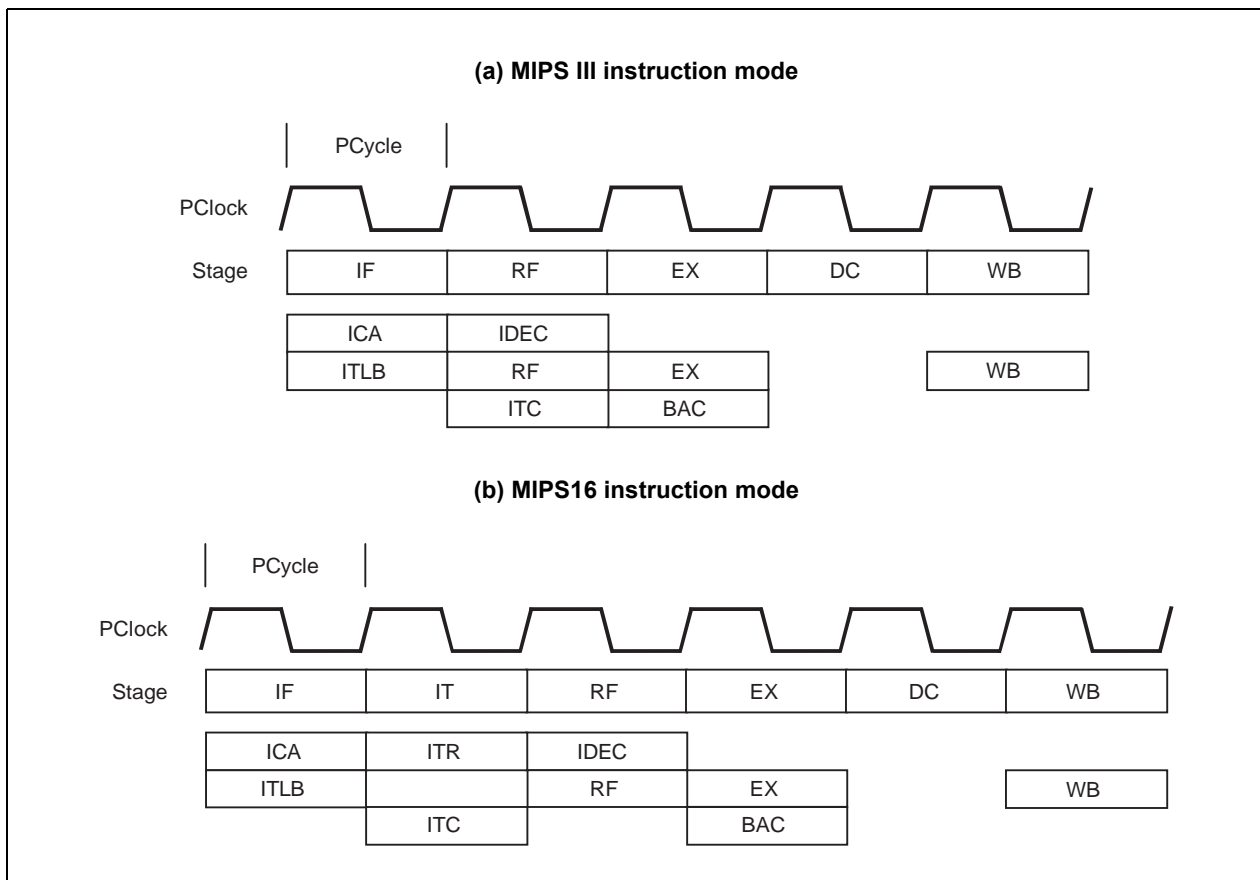 (a) MIPS III instruction mode
PCycle
PClock
Stage IF RF EX DC WB
ICA IDEC
ITLB RF EX WB
ITC BAC
(b) MIPS16 instruction mode
PCycle
PClock
Stage IF IT RF EX DC WB
ICA ITR IDEC
ITLB RF EX WB
ITC BAC